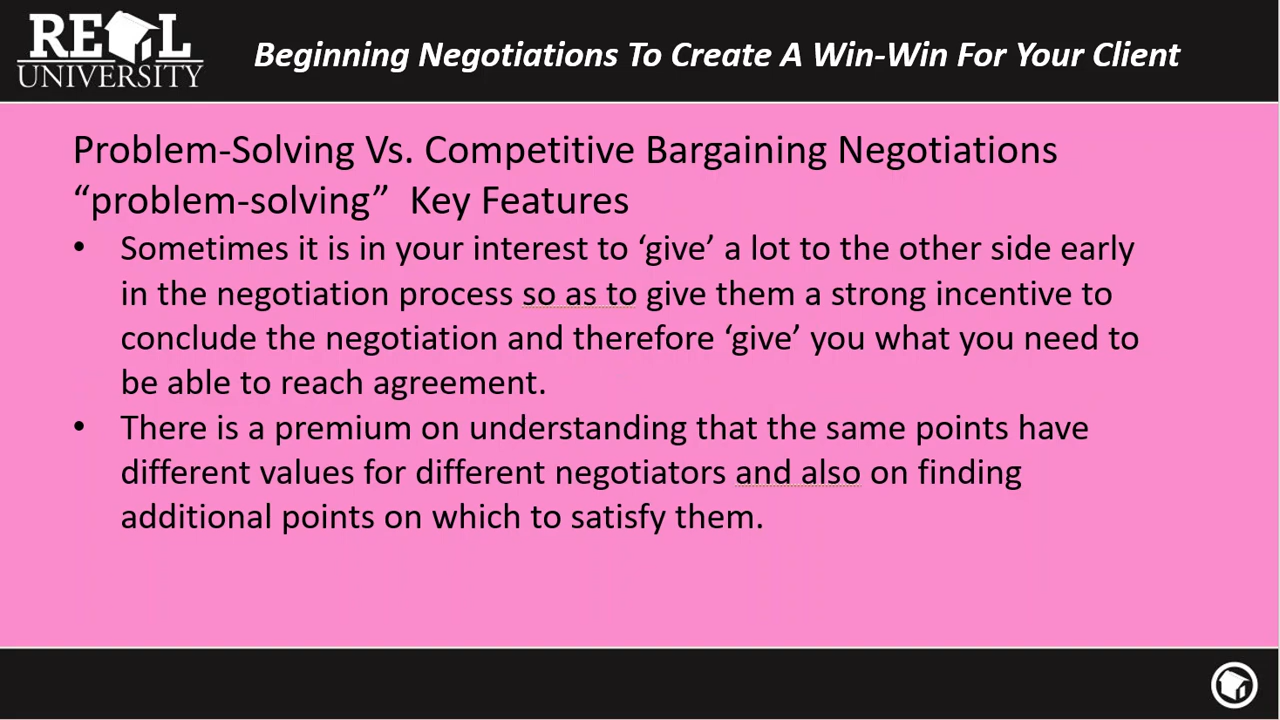 REAL
UNIVERSITY
Beginning Negotiations To Create A Win-Win For Your Client
Problem-Solving Vs. Competitive Bargaining Negotiations
“problem-solving”  Key Features
• Sometimes it is in your interest to ‘give’ a lot to the other side early
in the negotiation process so as to give them a strong incentive to
conclude the negotiation and therefore ‘give’ you what you need to
be able to reach agreement.
• There is a premium on understanding that the same points have
different values for different negotiators and also on finding
additional points on which to satisfy them.